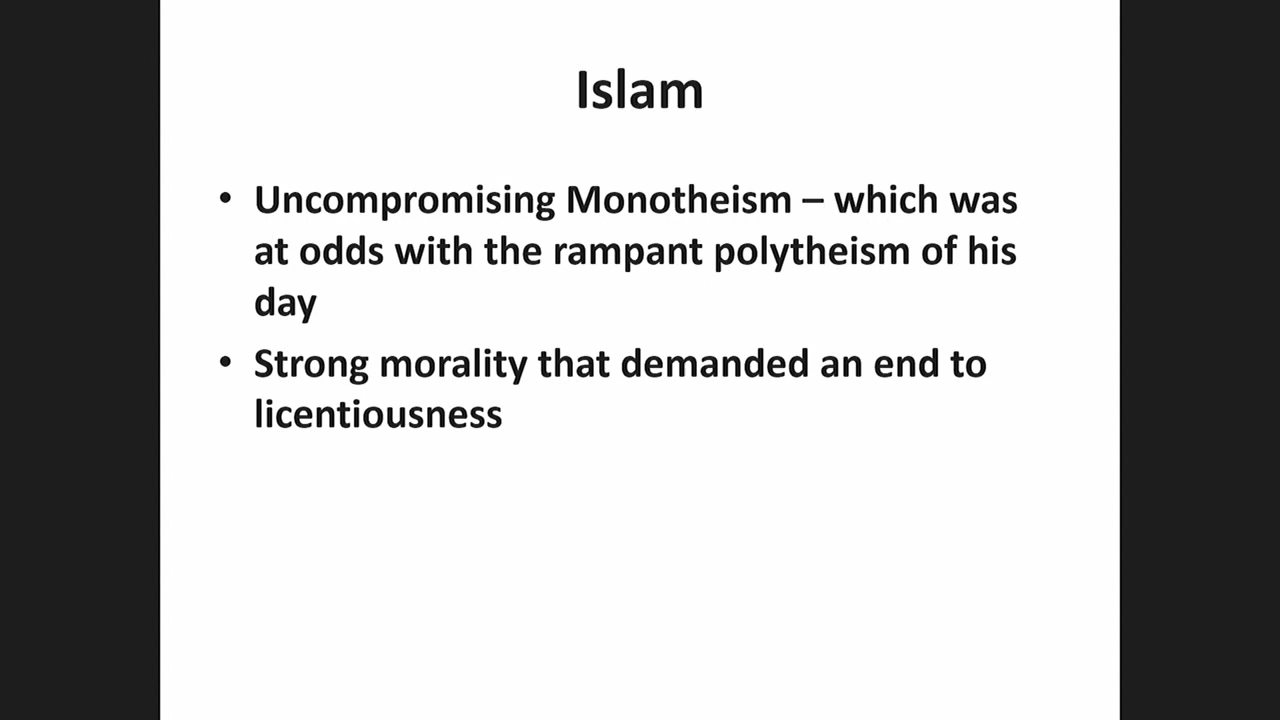 Islam
• Uncompromising Monotheism – which was
at odds with the rampant polytheism of his
day
• Strong morality that demanded an end to
licentiousness